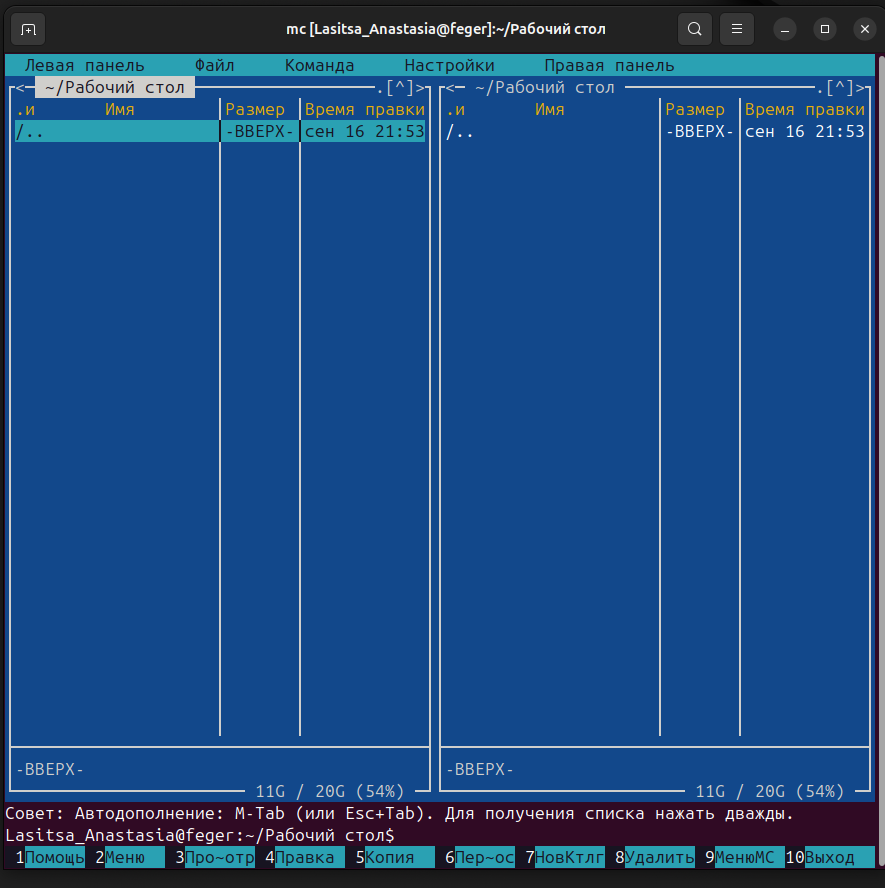 mc [Lasitsa_Anastasia@feger]:~/Рабочий стол
Левая панель Файл Команда Настройки Правая панель
<─ ~/Рабочий стол ─.[^]> <─ ~/Рабочий стол ─.[^]>
.и Имя Размер Время правки .и Имя Размер Время правки
/.. -ВВЕРХ- сен 16 21:53 /.. -ВВЕРХ- сен 16 21:53
-ВВЕРХ- -ВВЕРХ-
11G / 20G (54%) 11G / 20G (54%)
Совет: Автодополнение: M-Tab (или Esc+Tab). Для получения списка нажать дважды.
Lasitsa_Anastasia@feger:~/Рабочий стол$
1Помощь 2Меню 3Про~отр 4Правка 5Копия 6Пер~ос 7НовКтлг 8Удалить 9МенюМС 10Выход